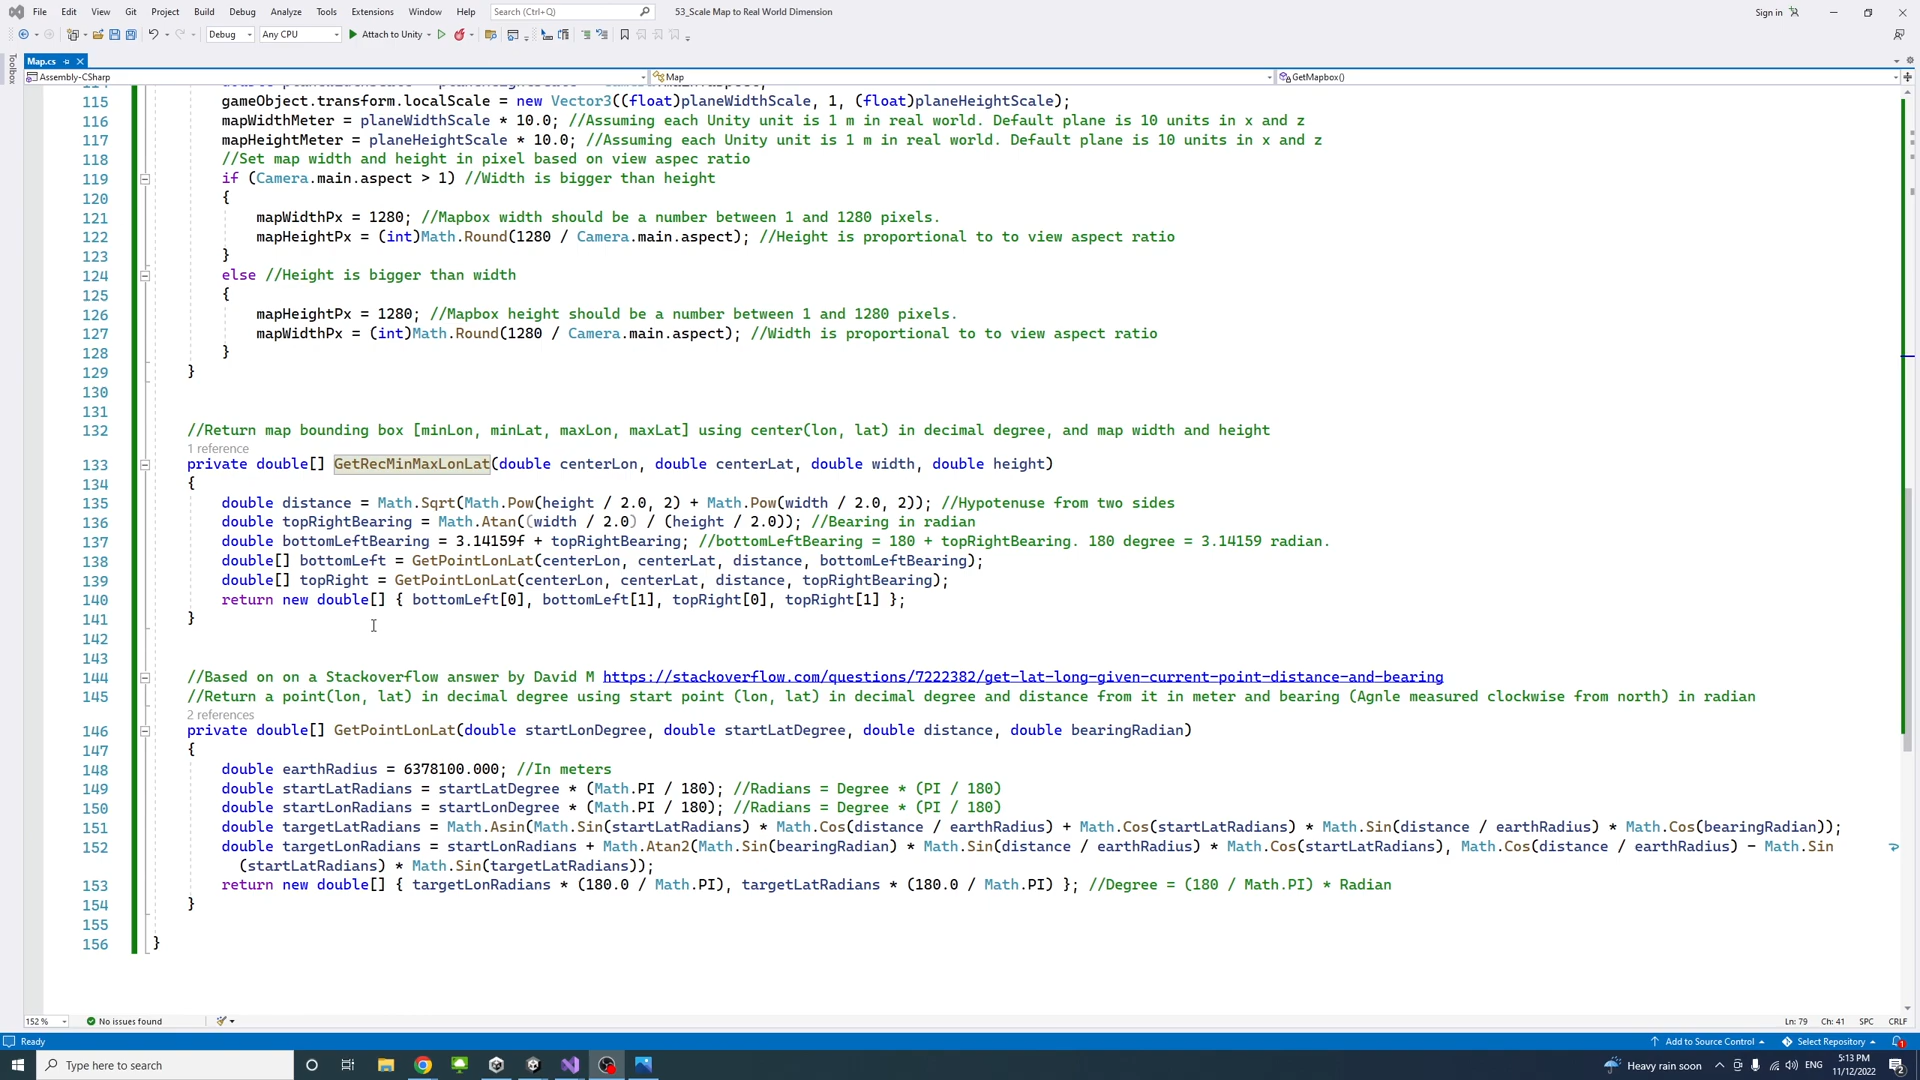 File Edit View Git Project Build Debug Analyze Tools Extensions Window Help Search (Ctrl+Q) 53_Scale Map to Real World Dimension Sign in
Debug Any CPU Attach to Unity
Toolbox
Map.cs
Assembly-CSharp Map GetMapbox()
115 gameObject.transform.localScale = new Vector3((float)planeWidthScale, 1, (float)planeHeightScale);
116 mapWidthMeter = planeWidthScale * 10.0; //Assuming each Unity unit is 1 m in real world. Default plane is 10 units in x and z
117 mapHeightMeter = planeHeightScale * 10.0; //Assuming each Unity unit is 1 m in real world. Default plane is 10 units in x and z
118 //Set map width and height in pixel based on view aspec ratio
119 if (Camera.main.aspect > 1) //Width is bigger than height
120 {
121 mapWidthPx = 1280; //Mapbox width should be a number between 1 and 1280 pixels.
122 mapHeightPx = (int)Math.Round(1280 / Camera.main.aspect); //Height is proportional to to view aspect ratio
123 }
124 else //Height is bigger than width
125 {
126 mapHeightPx = 1280; //Mapbox height should be a number between 1 and 1280 pixels.
127 mapWidthPx = (int)Math.Round(1280 / Camera.main.aspect); //Width is proportional to to view aspect ratio
128 }
129 }
130
131
132 //Return map bounding box [minLon, minLat, maxLon, maxLat] using center(lon, lat) in decimal degree, and map width and height
1 reference
133 private double[] GetRecMinMaxLonLat(double centerLon, double centerLat, double width, double height)
134 {
135 double distance = Math.Sqrt(Math.Pow(height / 2.0, 2) + Math.Pow(width / 2.0, 2)); //Hypotenuse from two sides
136 double topRightBearing = Math.Atan((width / 2.0) / (height / 2.0)); //Bearing in radian
137 double bottomLeftBearing = 3.14159f + topRightBearing; //bottomLeftBearing = 180 + topRightBearing. 180 degree = 3.14159 radian.
138 double[] bottomLeft = GetPointLonLat(centerLon, centerLat, distance, bottomLeftBearing);
139 double[] topRight = GetPointLonLat(centerLon, centerLat, distance, topRightBearing);
140 return new double[] { bottomLeft[0], bottomLeft[1], topRight[0], topRight[1] };
141 }
142
143
144 //Based on on a Stackoverflow answer by David M https://stackoverflow.com/questions/7222382/get-lat-long-given-current-point-distance-and-bearing
145 //Return a point(lon, lat) in decimal degree using start point (lon, lat) in decimal degree and distance from it in meter and bearing (Agnle measured clockwise from north) in radian
2 references
146 private double[] GetPointLonLat(double startLonDegree, double startLatDegree, double distance, double bearingRadian)
147 {
148 double earthRadius = 6378100.000; //In meters
149 double startLatRadians = startLatDegree * (Math.PI / 180); //Radians = Degree * (PI / 180)
150 double startLonRadians = startLonDegree * (Math.PI / 180); //Radians = Degree * (PI / 180)
151 double targetLatRadians = Math.Asin(Math.Sin(startLatRadians) * Math.Cos(distance / earthRadius) + Math.Cos(startLatRadians) * Math.Sin(distance / earthRadius) * Math.Cos(bearingRadian));
152 double targetLonRadians = startLonRadians + Math.Atan2(Math.Sin(bearingRadian) * Math.Sin(distance / earthRadius) * Math.Cos(startLatRadians), Math.Cos(distance / earthRadius) - Math.Sin
(startLatRadians) * Math.Sin(targetLatRadians));
153 return new double[] { targetLonRadians * (180.0 / Math.PI), targetLatRadians * (180.0 / Math.PI) }; //Degree = (180 / Math.PI) * Radian
154 }
155
156 }
152 % No issues found Ln: 79 Ch: 41 SPC CRLF
Ready Add to Source Control Select Repository 1
Type here to search Heavy rain soon ENG 5:13 PM 11/12/2022 2